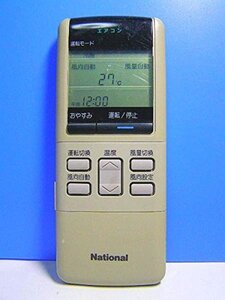 エアコン
運転モード
風向自動 風量自動
27℃
午後 12:00
おやすみ 運転/停止
運転切換 温度 風量切換
風向自動 風向設定
National